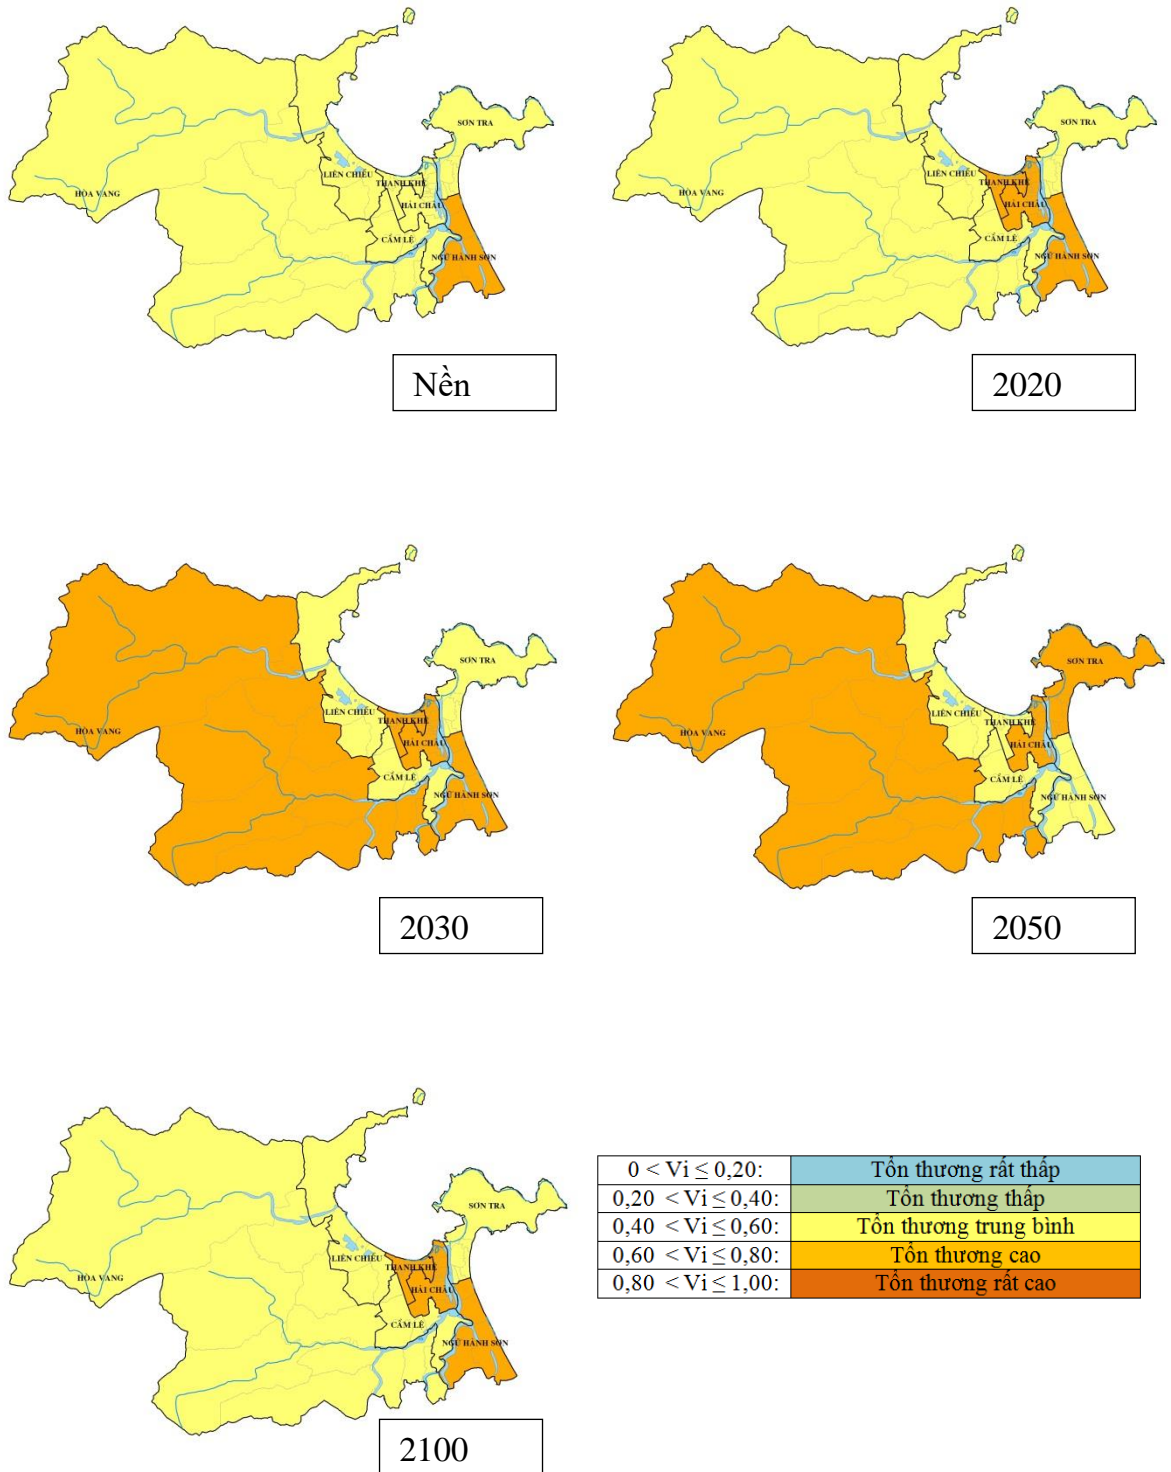 SƠN TRA
LIÊN CHIỂU
THANH KHÊ
HÒA VANG
HẢI CHÂU
CẨM LỆ
NGŨ HÀNH SƠN
Nền
SƠN TRA
LIÊN CHIỂU
THANH KHÊ
HÒA VANG
HẢI CHÂU
CẨM LỆ
NGŨ HÀNH SƠN
2020
SƠN TRA
LIÊN CHIỂU
THANH KHÊ
HÒA VANG
HẢI CHÂU
CẨM LỆ
NGŨ HÀNH SƠN
2030
SƠN TRA
LIÊN CHIỂU
THANH KHÊ
HÒA VANG
HẢI CHÂU
CẨM LỆ
NGŨ HÀNH SƠN
2050
SƠN TRA
LIÊN CHIỂU
THANH KHÊ
HÒA VANG
HẢI CHÂU
CẨM LỆ
NGŨ HÀNH SƠN
2100
0 < Vi ≤ 0,20: Tổn thương rất thấp
0,20 < Vi ≤ 0,40: Tổn thương thấp
0,40 < Vi ≤ 0,60: Tổn thương trung bình
0,60 < Vi ≤ 0,80: Tổn thương cao
0,80 < Vi ≤ 1,00: Tổn thương rất cao